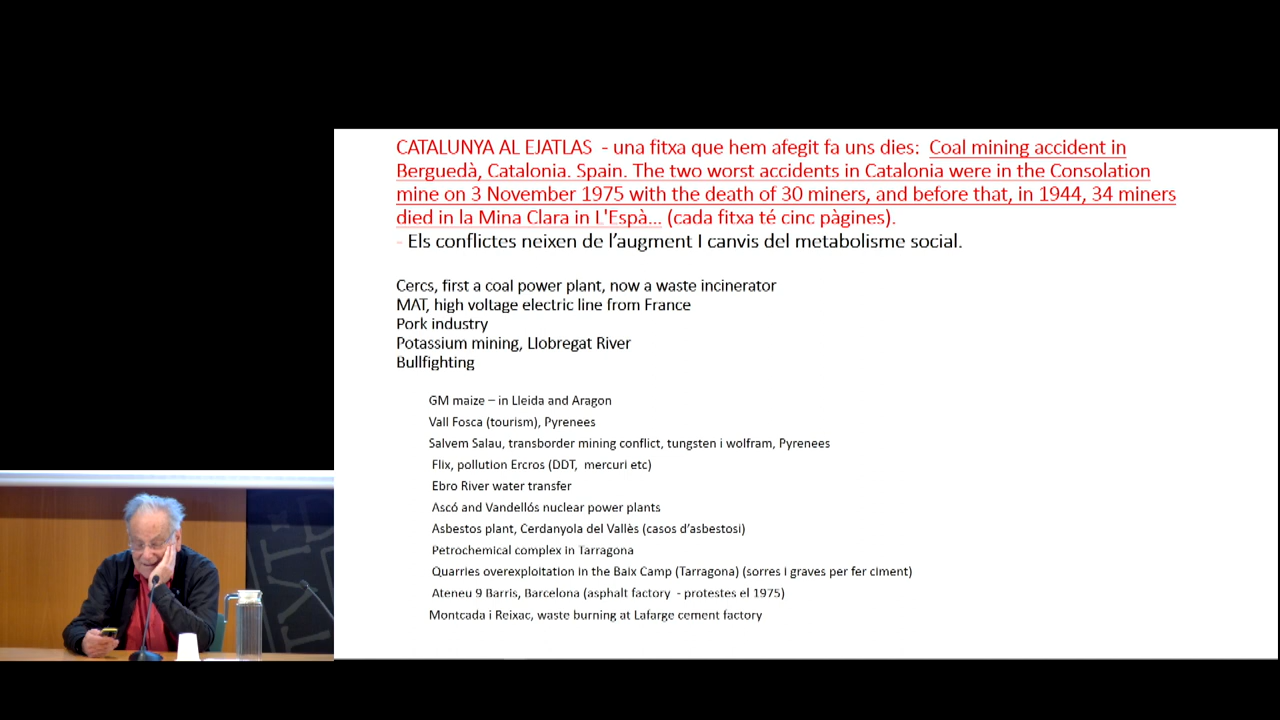 CATALUNYA AL EJATLAS - una fitxa que hem afegit fa uns dies: Coal mining accident in
Berguedà, Catalonia. Spain. The two worst accidents in Catalonia were in the Consolation
mine on 3 November 1975 with the death of 30 miners, and before that, in 1944, 34 miners
died in la Mina Clara in L'Espà... (cada fitxa té cinc pàgines).
- Els conflictes neixen de l’augment I canvis del metabolisme social.
Cercs, first a coal power plant, now a waste incinerator
MAT, high voltage electric line from France
Pork industry
Potassium mining, Llobregat River
Bullfighting
GM maize – in Lleida and Aragon
Vall Fosca (tourism), Pyrenees
Salvem Salau, transborder mining conflict, tungsten i wolfram, Pyrenees
Flix, pollution Ercros (DDT, mercuri etc)
Ebro River water transfer
Ascó and Vandellós nuclear power plants
Asbestos plant, Cerdanyola del Vallès (casos d’asbestosi)
Petrochemical complex in Tarragona
Quarries overexploitation in the Baix Camp (Tarragona) (sorres i graves per fer ciment)
Ateneu 9 Barris, Barcelona (asphalt factory - protestes el 1975)
Montcada i Reixac, waste burning at Lafarge cement factory